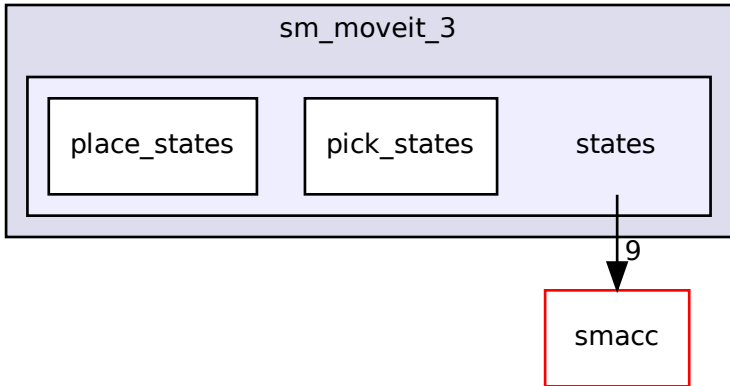 sm_moveit_3
place_states
pick_states
states
9
smacc